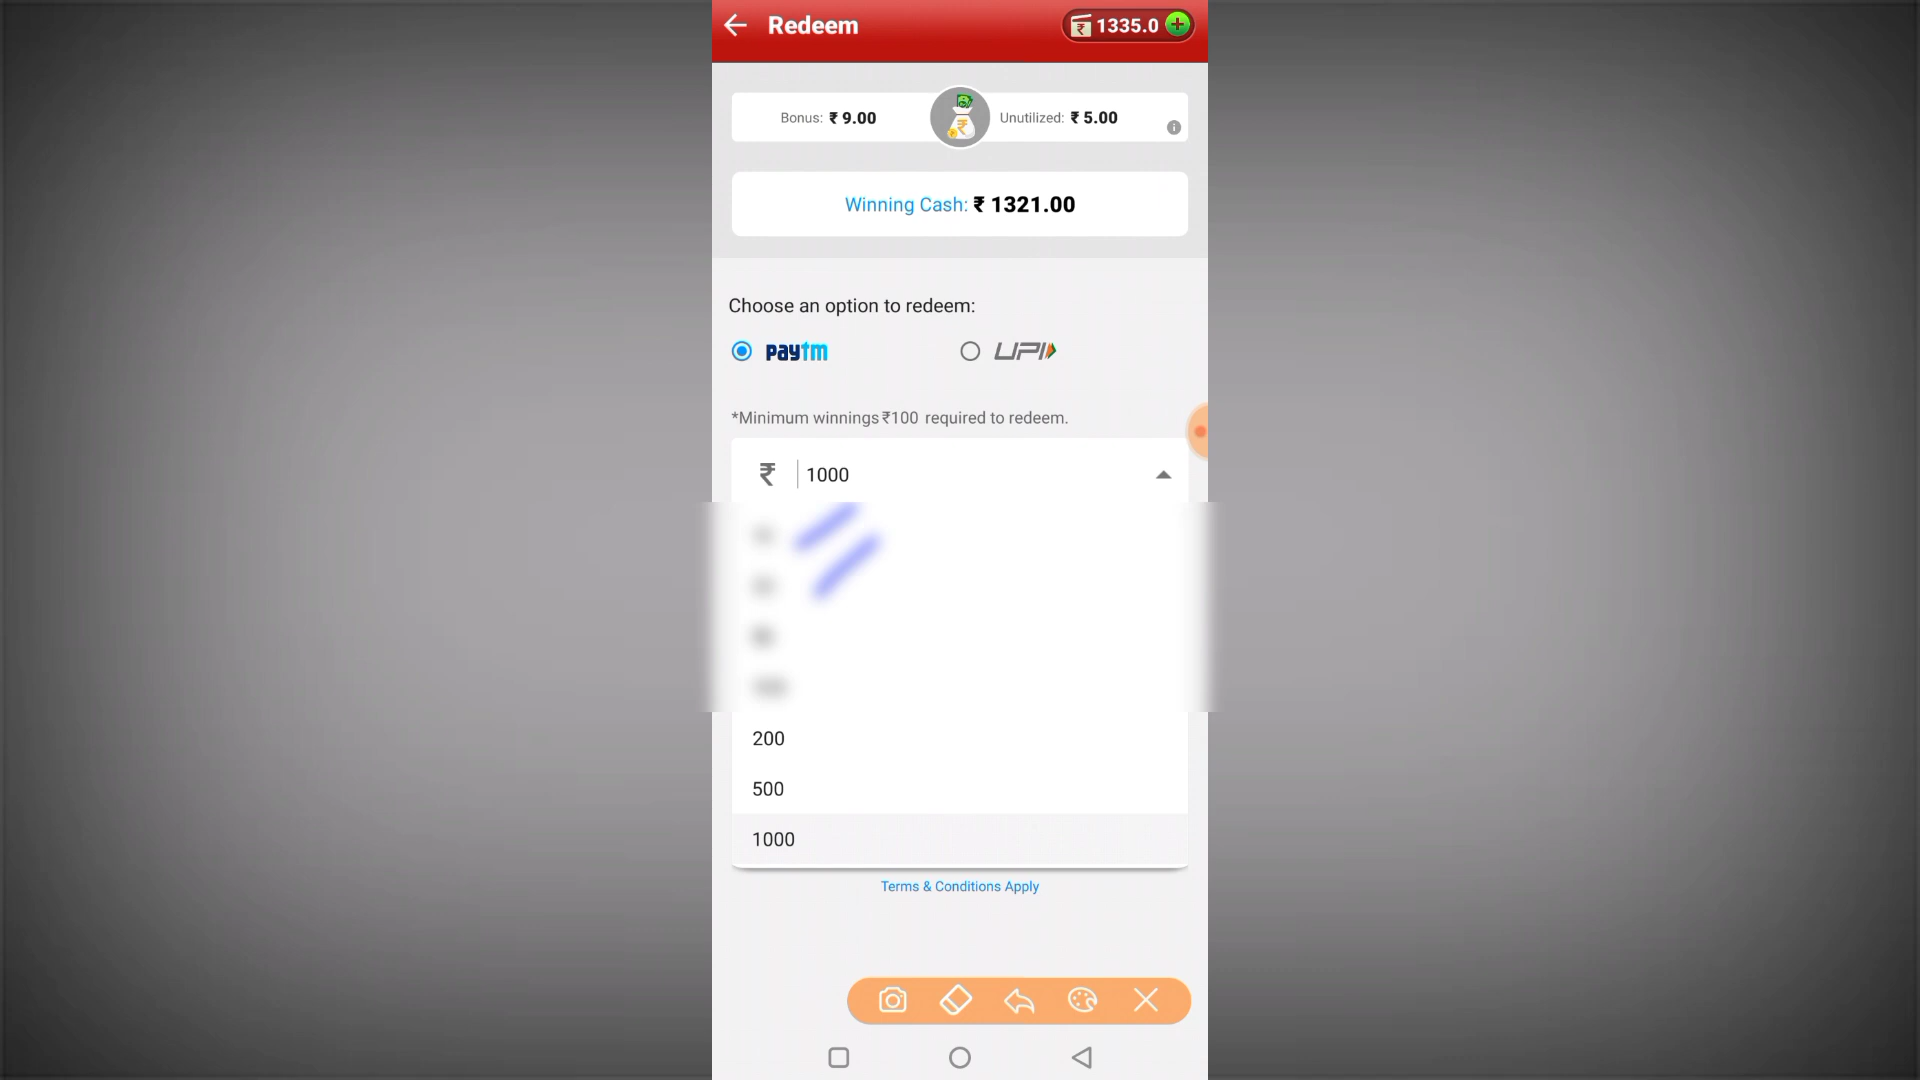 Redeem
1335.0
Bonus: ₹ 9.00
Unutilized: ₹ 5.00
Winning Cash: ₹ 1321.00
Choose an option to redeem:
paytm
UPI
*Minimum winnings ₹100 required to redeem.
₹ 1000
200
500
1000
Terms & Conditions Apply